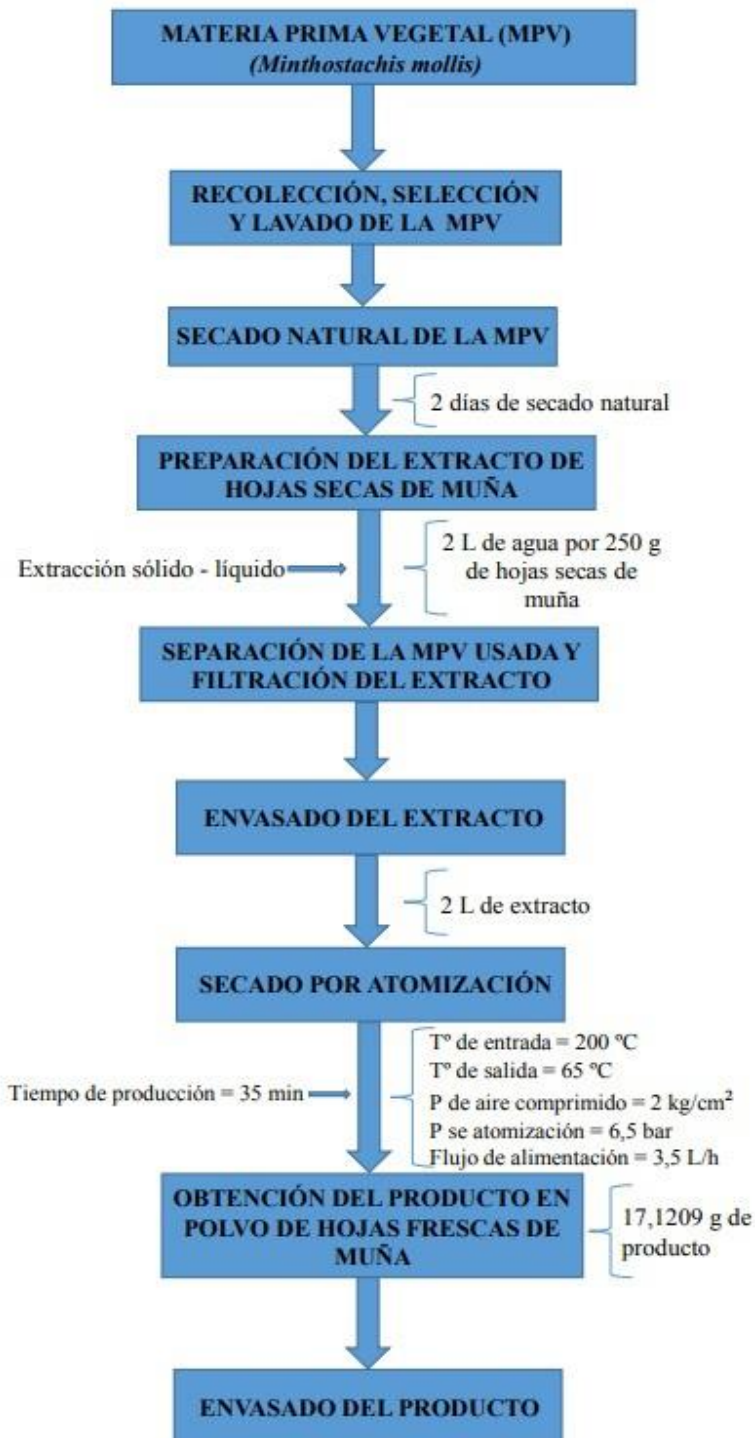 MATERIA PRIMA VEGETAL (MPV)
(Minthostachis mollis)
RECOLECCIÓN, SELECCIÓN
Y LAVADO DE LA MPV
SECADO NATURAL DE LA MPV
2 días de secado natural
PREPARACIÓN DEL EXTRACTO DE
HOJAS SECAS DE MUÑA
Extracción sólido - líquido
2 L de agua por 250 g
de hojas secas de
muña
SEPARACIÓN DE LA MPV USADA Y
FILTRACIÓN DEL EXTRACTO
ENVASADO DEL EXTRACTO
2 L de extracto
SECADO POR ATOMIZACIÓN
Tiempo de producción = 35 min
Tº de entrada = 200 ºC
Tº de salida = 65 ºC
P de aire comprimido = 2 kg/cm²
P se atomización = 6,5 bar
Flujo de alimentación = 3,5 L/h
OBTENCIÓN DEL PRODUCTO EN
POLVO DE HOJAS FRESCAS DE
MUÑA
17,1209 g de
producto
ENVASADO DEL PRODUCTO